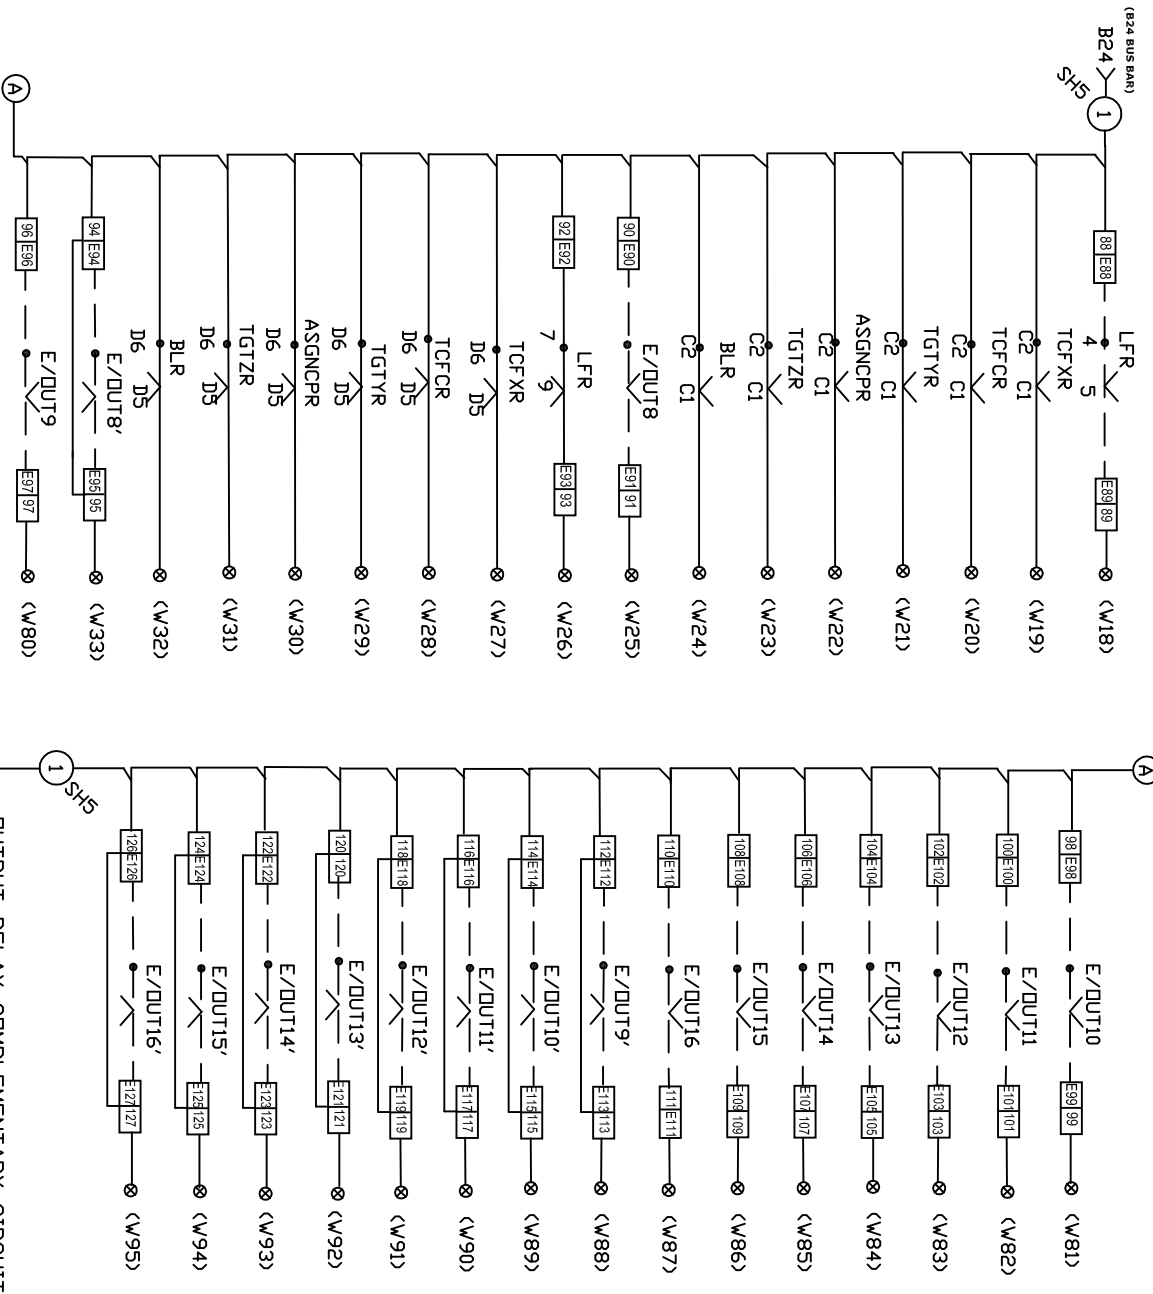 (B24 BUS BAR)
B24
SH5
1
88 E88
LFR
4 5
E89 89
(W18)
TCFXR
C2 C1
(W19)
TCFCR
C2 C1
(W20)
TGTYR
C2 C1
(W21)
ASGNCPR
C2 C1
(W22)
TGTZR
C2 C1
(W23)
BLR
C2 C1
(W24)
90 E90
E/OUT8
E91 91
(W25)
92 E92
LFR
7 9
E93 93
(W26)
TCFXR
D6 D5
(W27)
TCFCR
D6 D5
(W28)
TGTYR
D6 D5
(W29)
ASGNCPR
D6 D5
(W30)
TGTZR
D6 D5
(W31)
BLR
D6 D5
(W32)
94 E94
E/OUT8'
E95 95
(W33)
96 E96
E/OUT9
E97 97
(W80)
A
A
98 E98
E/OUT10
E99 99
(W81)
100 E100
E/OUT11
E101 101
(W82)
102 E102
E/OUT12
E103 103
(W83)
104 E104
E/OUT13
E105 105
(W84)
106 E106
E/OUT14
E107 107
(W85)
108 E108
E/OUT15
E109 109
(W86)
110 E110
E/OUT16
111 E111
(W87)
112 E112
E/OUT9'
E113 113
(W88)
114 E114
E/OUT10'
E115 115
(W89)
116 E116
E/OUT11'
E117 117
(W90)
118 E118
E/OUT12'
E119 119
(W91)
120 120
E/OUT13'
E121 121
(W92)
122 E122
E/OUT14'
E123 123
(W93)
124 E124
E/OUT15'
E125 125
(W94)
126 E126
E/OUT16'
E127 127
(W95)
1
SH5